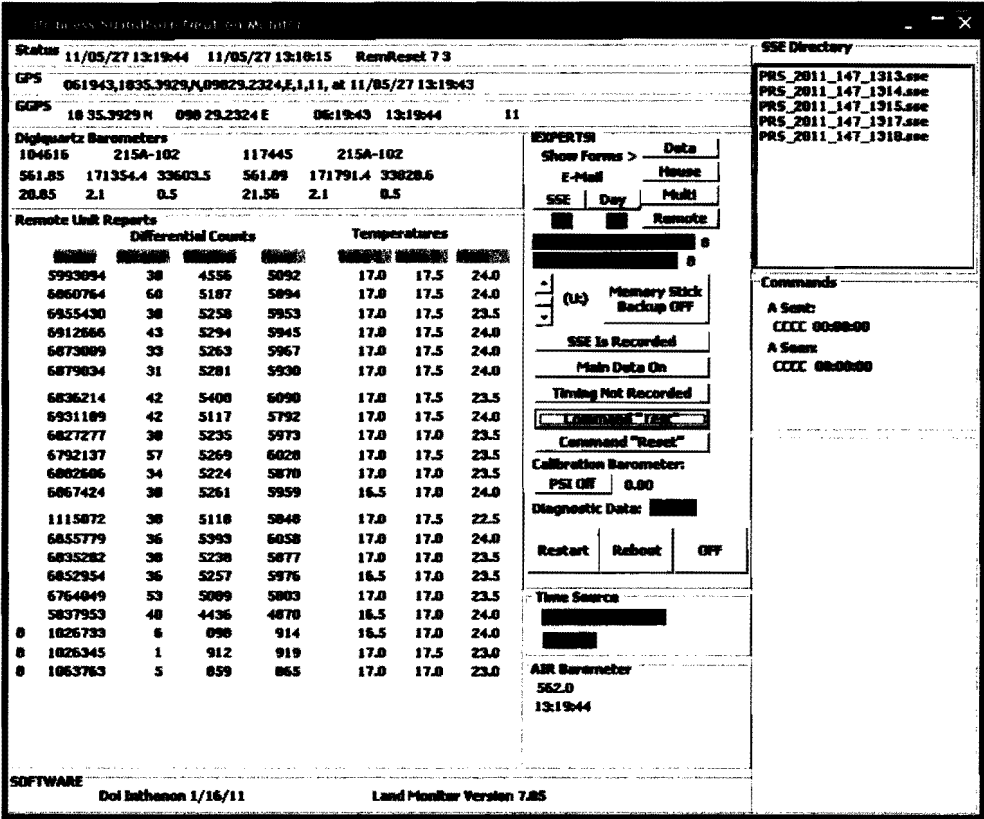 Princess Sirindhorn Neutron Monitor
Status 11/05/27 13:19:44 11/05/27 13:18:15 RemReset 7 3
GPS 061943,1835.3929,N,09829.2324,E,1,11, at 11/05/27 13:19:43
GGPS 18 35.3929 N 098 29.2324 E 06:19:43 13:19:44 11
Digiquartz Barometers
104616 215A-102 117445 215A-102
561.85 171354.4 33603.5 561.89 171791.4 33828.6
20.85 2.1 0.5 21.56 2.1 0.5
Remote Unit Reports
Differential Counts Temperatures
5993094 38 4556 5092 17.0 17.5 24.0
6860764 60 5187 5894 17.0 17.5 24.0
6955430 38 5258 5953 17.0 17.5 23.5
6912666 43 5294 5945 17.0 17.5 24.0
6873089 33 5263 5967 17.0 17.5 24.0
6879834 31 5281 5930 17.0 17.5 24.0
6836214 42 5400 6090 17.0 17.5 23.5
6931189 42 5117 5792 17.0 17.5 24.0
6827277 38 5235 5973 17.0 17.5 23.5
6792137 57 5269 6028 17.0 17.5 23.5
6882606 34 5224 5870 17.0 17.5 23.5
6867424 38 5261 5959 16.5 17.0 24.0
1115072 38 5118 5848 17.0 17.5 22.5
6855779 36 5393 6058 17.0 17.5 24.0
6835282 38 5238 5877 17.0 17.0 23.5
6852954 36 5257 5976 16.5 17.0 23.5
6764049 53 5089 5803 17.0 17.5 23.5
5837953 40 4436 4870 16.5 17.0 24.0
8 1026733 6 898 914 16.5 17.0 24.0
8 1026345 1 912 919 17.0 17.5 23.0
8 1063763 5 859 865 17.0 17.0 23.0
SOFTWARE
Doi Inthanon 1/16/11 Land Monitor Version 7.85
!EXPERTS!
Show Forms > Data
E-Mail House
SSE Day Multi
Remote
8
8
(U:) Memory Stick
Backup OFF
SSE Is Recorded
Main Data On
Timing Not Recorded
Command "Test"
Command "Reset"
Calibration Barometer:
PSI Off 0.00
Diagnostic Data:
Restart Reboot OFF
Time Source
AIR Barometer
562.0
13:19:44
SSE Directory
PRS_2011_147_1313.sse
PRS_2011_147_1314.sse
PRS_2011_147_1315.sse
PRS_2011_147_1317.sse
PRS_2011_147_1318.sse
Commands
A Sent:
CCCC 00:00:00
A Seen:
CCCC 00:00:00